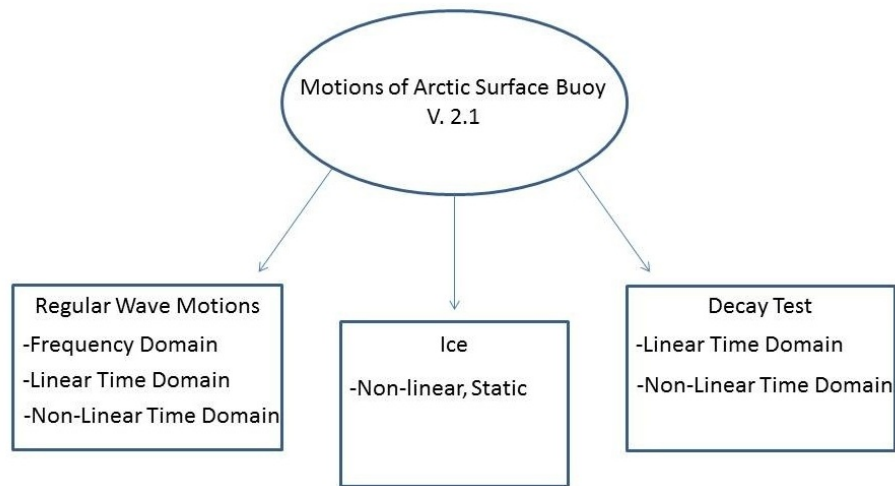 Motions of Arctic Surface Buoy
V. 2.1
Regular Wave Motions
-Frequency Domain
-Linear Time Domain
-Non-Linear Time Domain
Ice
-Non-linear, Static
Decay Test
-Linear Time Domain
-Non-Linear Time Domain